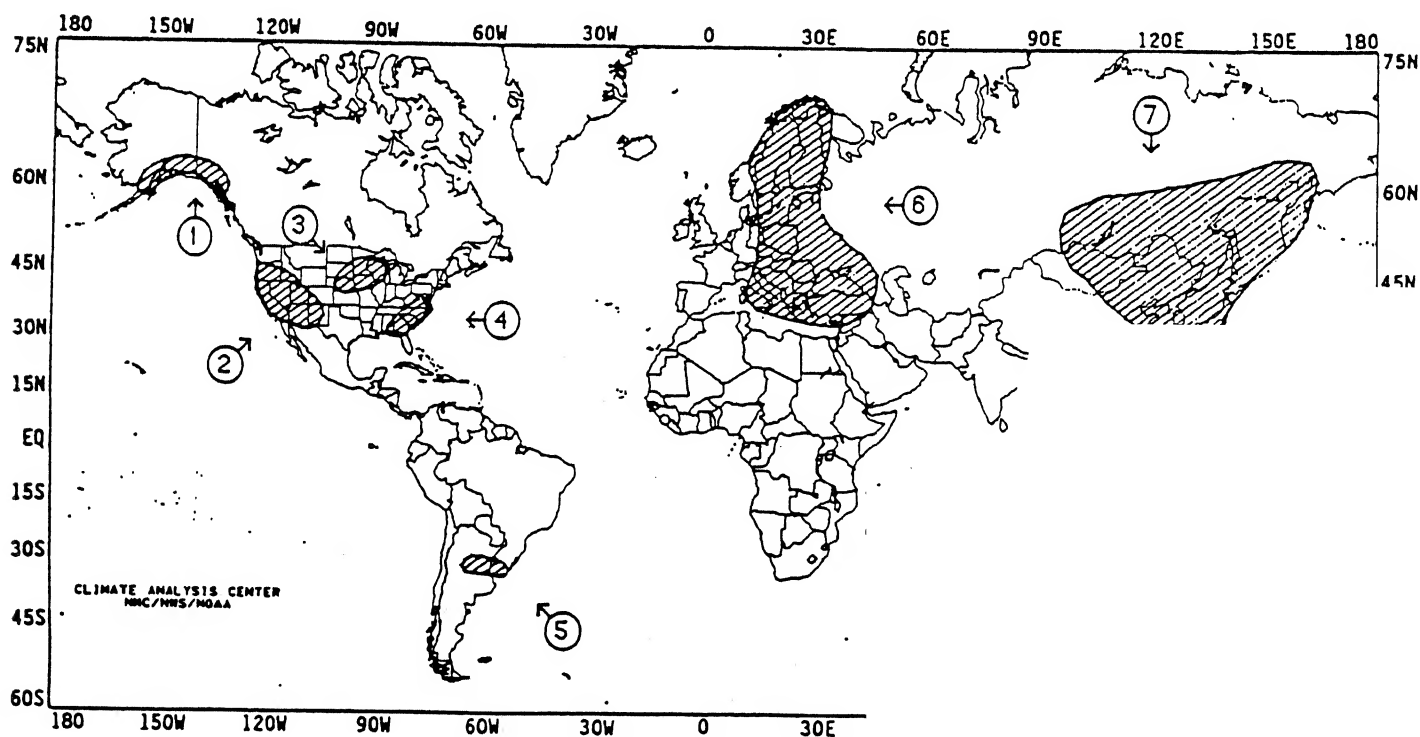 180 150W 120W 90W 60W 30W 0 30E 60E 90E 120E 150E 180
75N 75N
7
60N 60N
6
1
3
45N 45N
4
30N
2
15N
EQ
15S
30S
CLIMATE ANALYSIS CENTER
NMC/NWS/NOAA
45S
5
60S
180 150W 120W 90W 60W 30W 0 30E